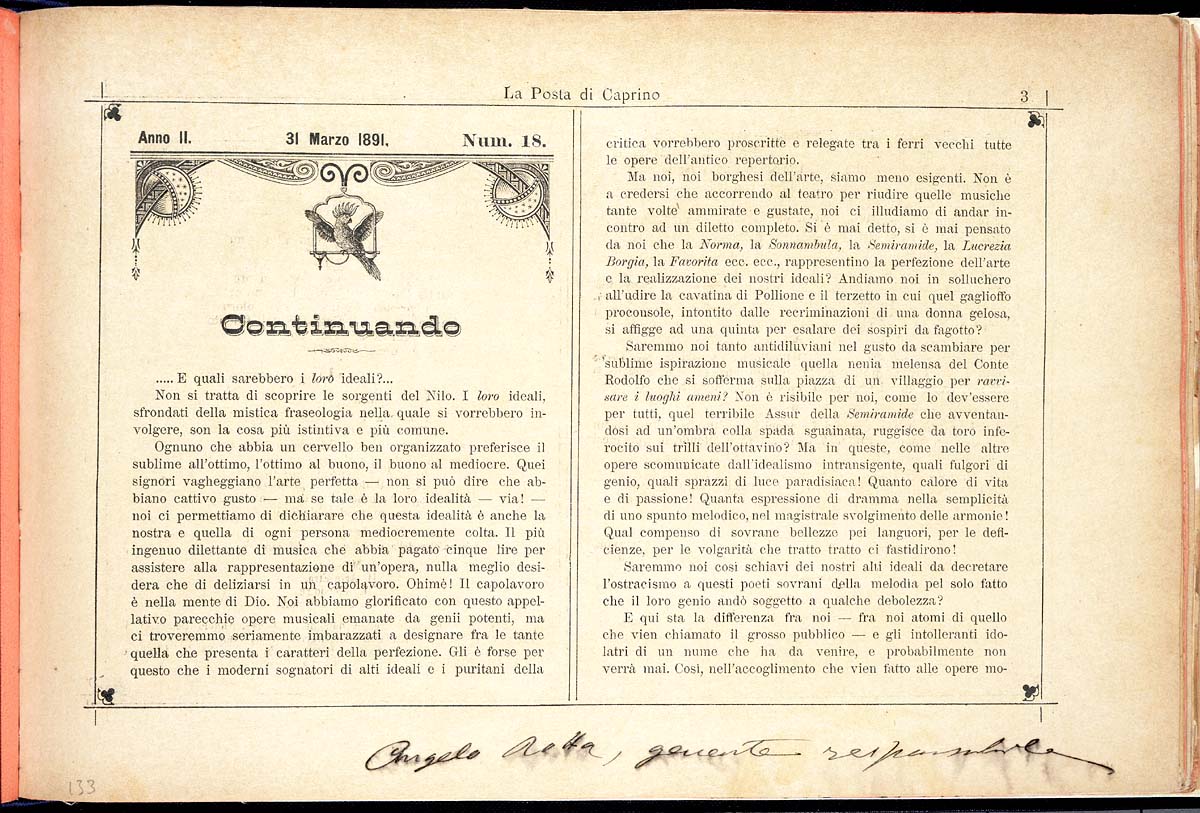 La Posta di Caprino
3
Anno II.
31 Marzo 1891.
Num. 18.
Continuando
..... E quali sarebbero i loro ideali?...
Non si tratta di scoprire le sorgenti del Nilo. I loro ideali,
sfrondati della mistica fraseologia nella quale si vorrebbero in-
volgere, son la cosa più istintiva e più comune.
Ognuno che abbia un cervello ben organizzato preferisce il
sublime all'ottimo, l'ottimo al buono, il buono al mediocre. Quei
signori vagheggiano l'arte perfetta — non si può dire che ab-
biano cattivo gusto — ma se tale è la loro idealità — via! —
noi ci permettiamo di dichiarare che questa idealità è anche la
nostra e quella di ogni persona mediocremente colta. Il più
ingenuo dilettante di musica che abbia pagato cinque lire per
assistere alla rappresentazione di un'opera, nulla meglio desi-
dera che di deliziarsi in un capolavoro. Ohimé! Il capolavoro
è nella mente di Dio. Noi abbiamo glorificato con questo appel-
lativo parecchie opere musicali emanate da genii potenti, ma
ci troveremmo seriamente imbarazzati a designare fra le tante
quella che presenta i caratteri della perfezione. Gli è forse per
questo che i moderni sognatori di alti ideali e i puritani della
critica vorrebbero proscritte e relegate tra i ferri vecchi tutte
le opere dell'antico repertorio.
Ma noi, noi borghesi dell'arte, siamo meno esigenti. Non è
a credersi che accorrendo al teatro per riudire quelle musiche
tante volte ammirate e gustate, noi ci illudiamo di andar in-
contro ad un diletto completo. Si è mai detto, si è mai pensato
da noi che la Norma, la Sonnambula, la Semiramide, la Lucrezia
Borgia, la Favorita ecc. ecc., rappresentino la perfezione dell'arte
e la realizzazione dei nostri ideali? Andiamo noi in solluchero
all'udire la cavatina di Pollione e il terzetto in cui quel gaglioffo
proconsole, intontito dalle recriminazioni di una donna gelosa,
si affigge ad una quinta per esalare dei sospiri da fagotto?
Saremmo noi tanto antidiluviani nel gusto da scambiare per
sublime ispirazione musicale quella nenia melensa del Conte
Rodolfo che si sofferma sulla piazza di un villaggio per ravvi-
sare i luoghi ameni? Non è risibile per noi, come lo dev'essere
per tutti, quel terribile Assur della Semiramide che avventan-
dosi ad un'ombra colla spada sguainata, ruggisce da toro infe-
rocito sui trilli dell'ottavino? Ma in queste, come nelle altre
opere scomunicate dall'idealismo intransigente, quali fulgori di
genio, quali sprazzi di luce paradisiaca! Quanto calore di vita
e di passione! Quanta espressione di dramma nella semplicità
di uno spunto melodico, nel magistrale svolgimento delle armonie!
Qual compenso di sovrane bellezze pei languori, per le defi-
cienze, per le volgarità che tratto tratto ci fastidirono!
Saremmo noi così schiavi dei nostri alti ideali da decretare
l'ostracismo a questi poeti sovrani della melodia pel solo fatto
che il loro genio andò soggetto a qualche debolezza?
E qui sta la differenza fra noi — fra noi atomi di quello
che vien chiamato il grosso pubblico — e gli intolleranti ido-
latri di un nume che ha da venire, e probabilmente non
verrà mai. Così, nell'accoglimento che vien fatto alle opere mo-
Angelo Rotta, gerente responsabile
133